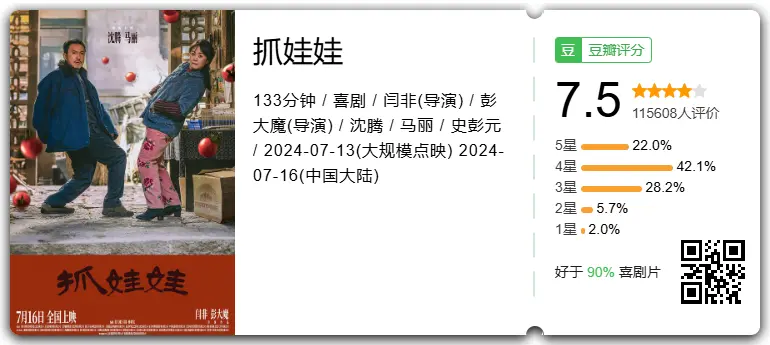 沈腾 马丽
抓娃娃
7月16日 全国上映
闫非 彭大魔
抓娃娃
133分钟 / 喜剧 / 闫非(导演) / 彭
大魔(导演) / 沈腾 / 马丽 / 史彭元
/ 2024-07-13(大规模点映) 2024-
07-16(中国大陆)
豆 豆瓣评分
7.5
115608人评价
5星 22.0%
4星 42.1%
3星 28.2%
2星 5.7%
1星 2.0%
好于 90% 喜剧片